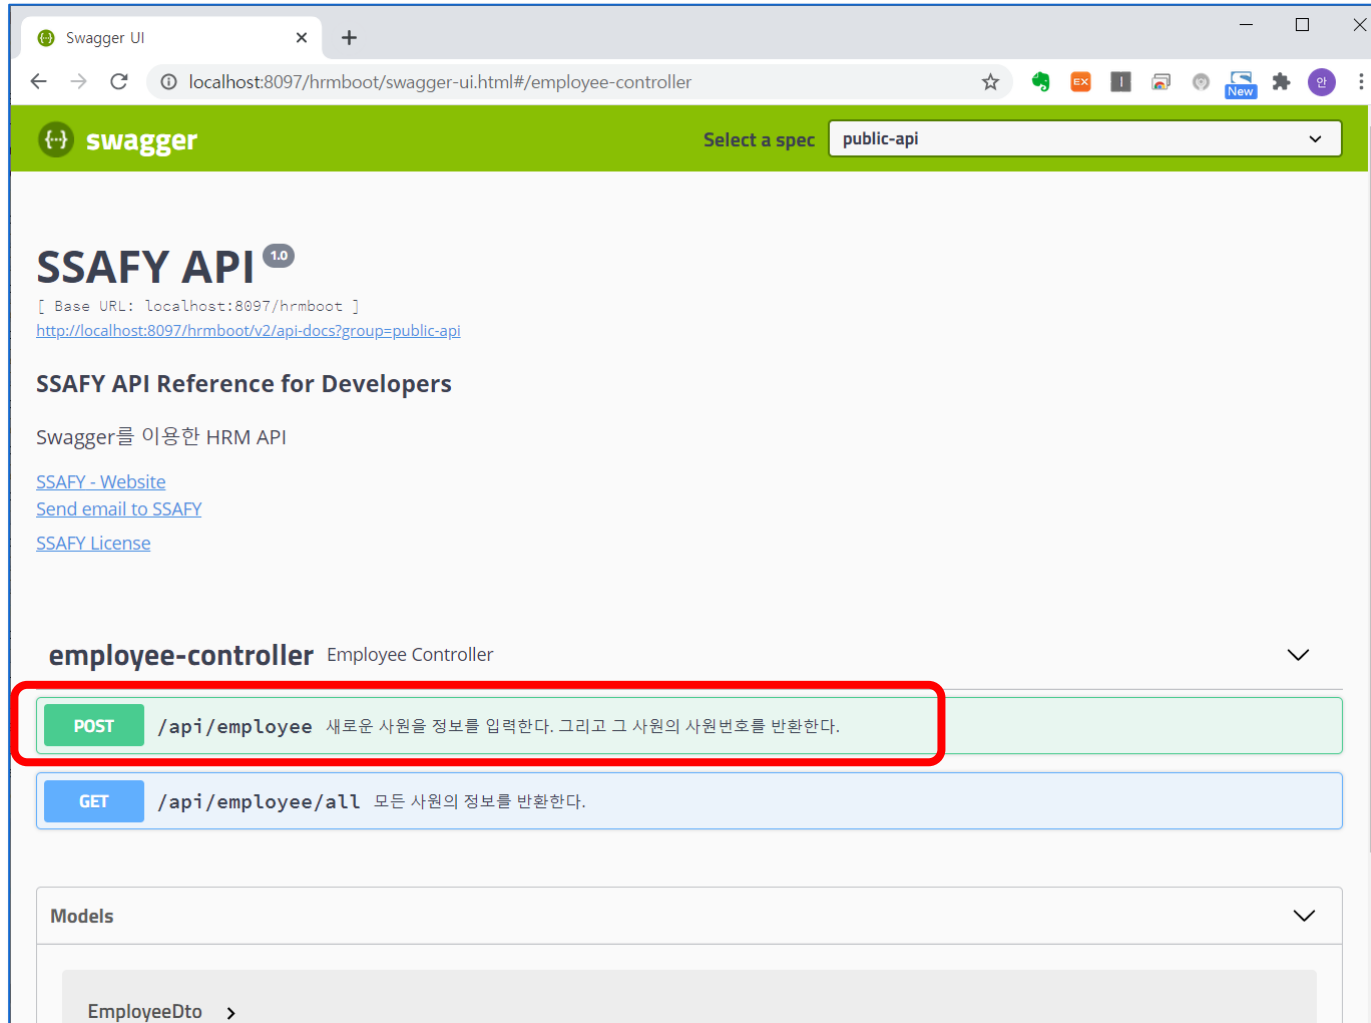 Swagger UI
localhost:8097/hrmboot/swagger-ui.html#/employee-controller
EX
New
안
swagger
Select a spec
public-api
SSAFY API 1.0
[ Base URL: localhost:8097/hrmboot ]
http://localhost:8097/hrmboot/v2/api-docs?group=public-api
SSAFY API Reference for Developers
Swagger를 이용한 HRM API
SSAFY - Website
Send email to SSAFY
SSAFY License
employee-controller Employee Controller
POST /api/employee 새로운 사원을 정보를 입력한다. 그리고 그 사원의 사원번호를 반환한다.
GET /api/employee/all 모든 사원의 정보를 반환한다.
Models
EmployeeDto